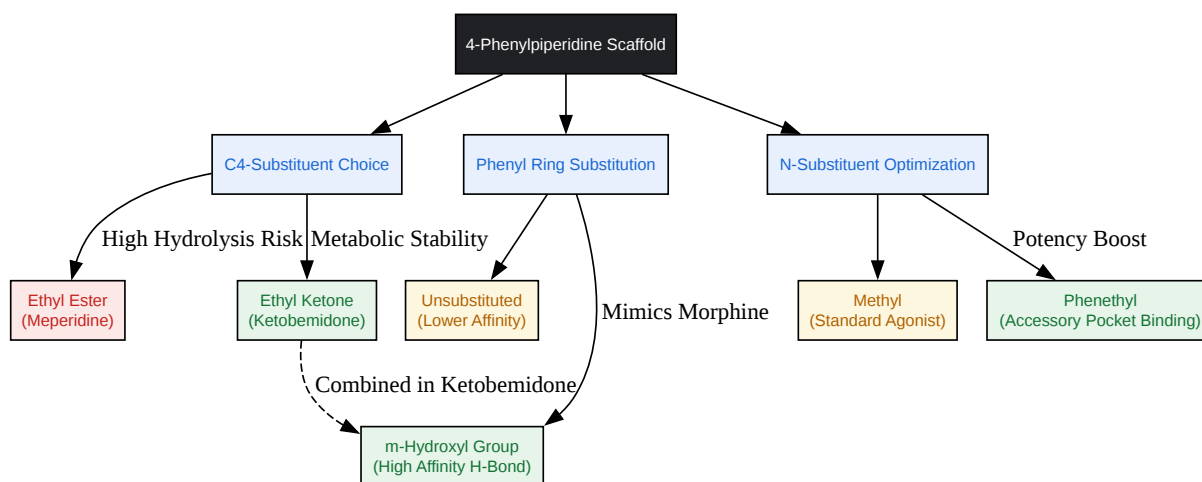 4-Phenylpiperidine Scaffold
C4-Substituent Choice
Phenyl Ring Substitution
N-Substituent Optimization
High Hydrolysis Risk
Metabolic Stability
Potency Boost
Ethyl Ester
(Meperidine)
Ethyl Ketone
(Ketobemidone)
Unsubstituted
(Lower Affinity)
Mimics Morphine
Methyl
(Standard Agonist)
Phenethyl
(Accessory Pocket Binding)
Combined in Ketobemidone
m-Hydroxyl Group
(High Affinity H-Bond)